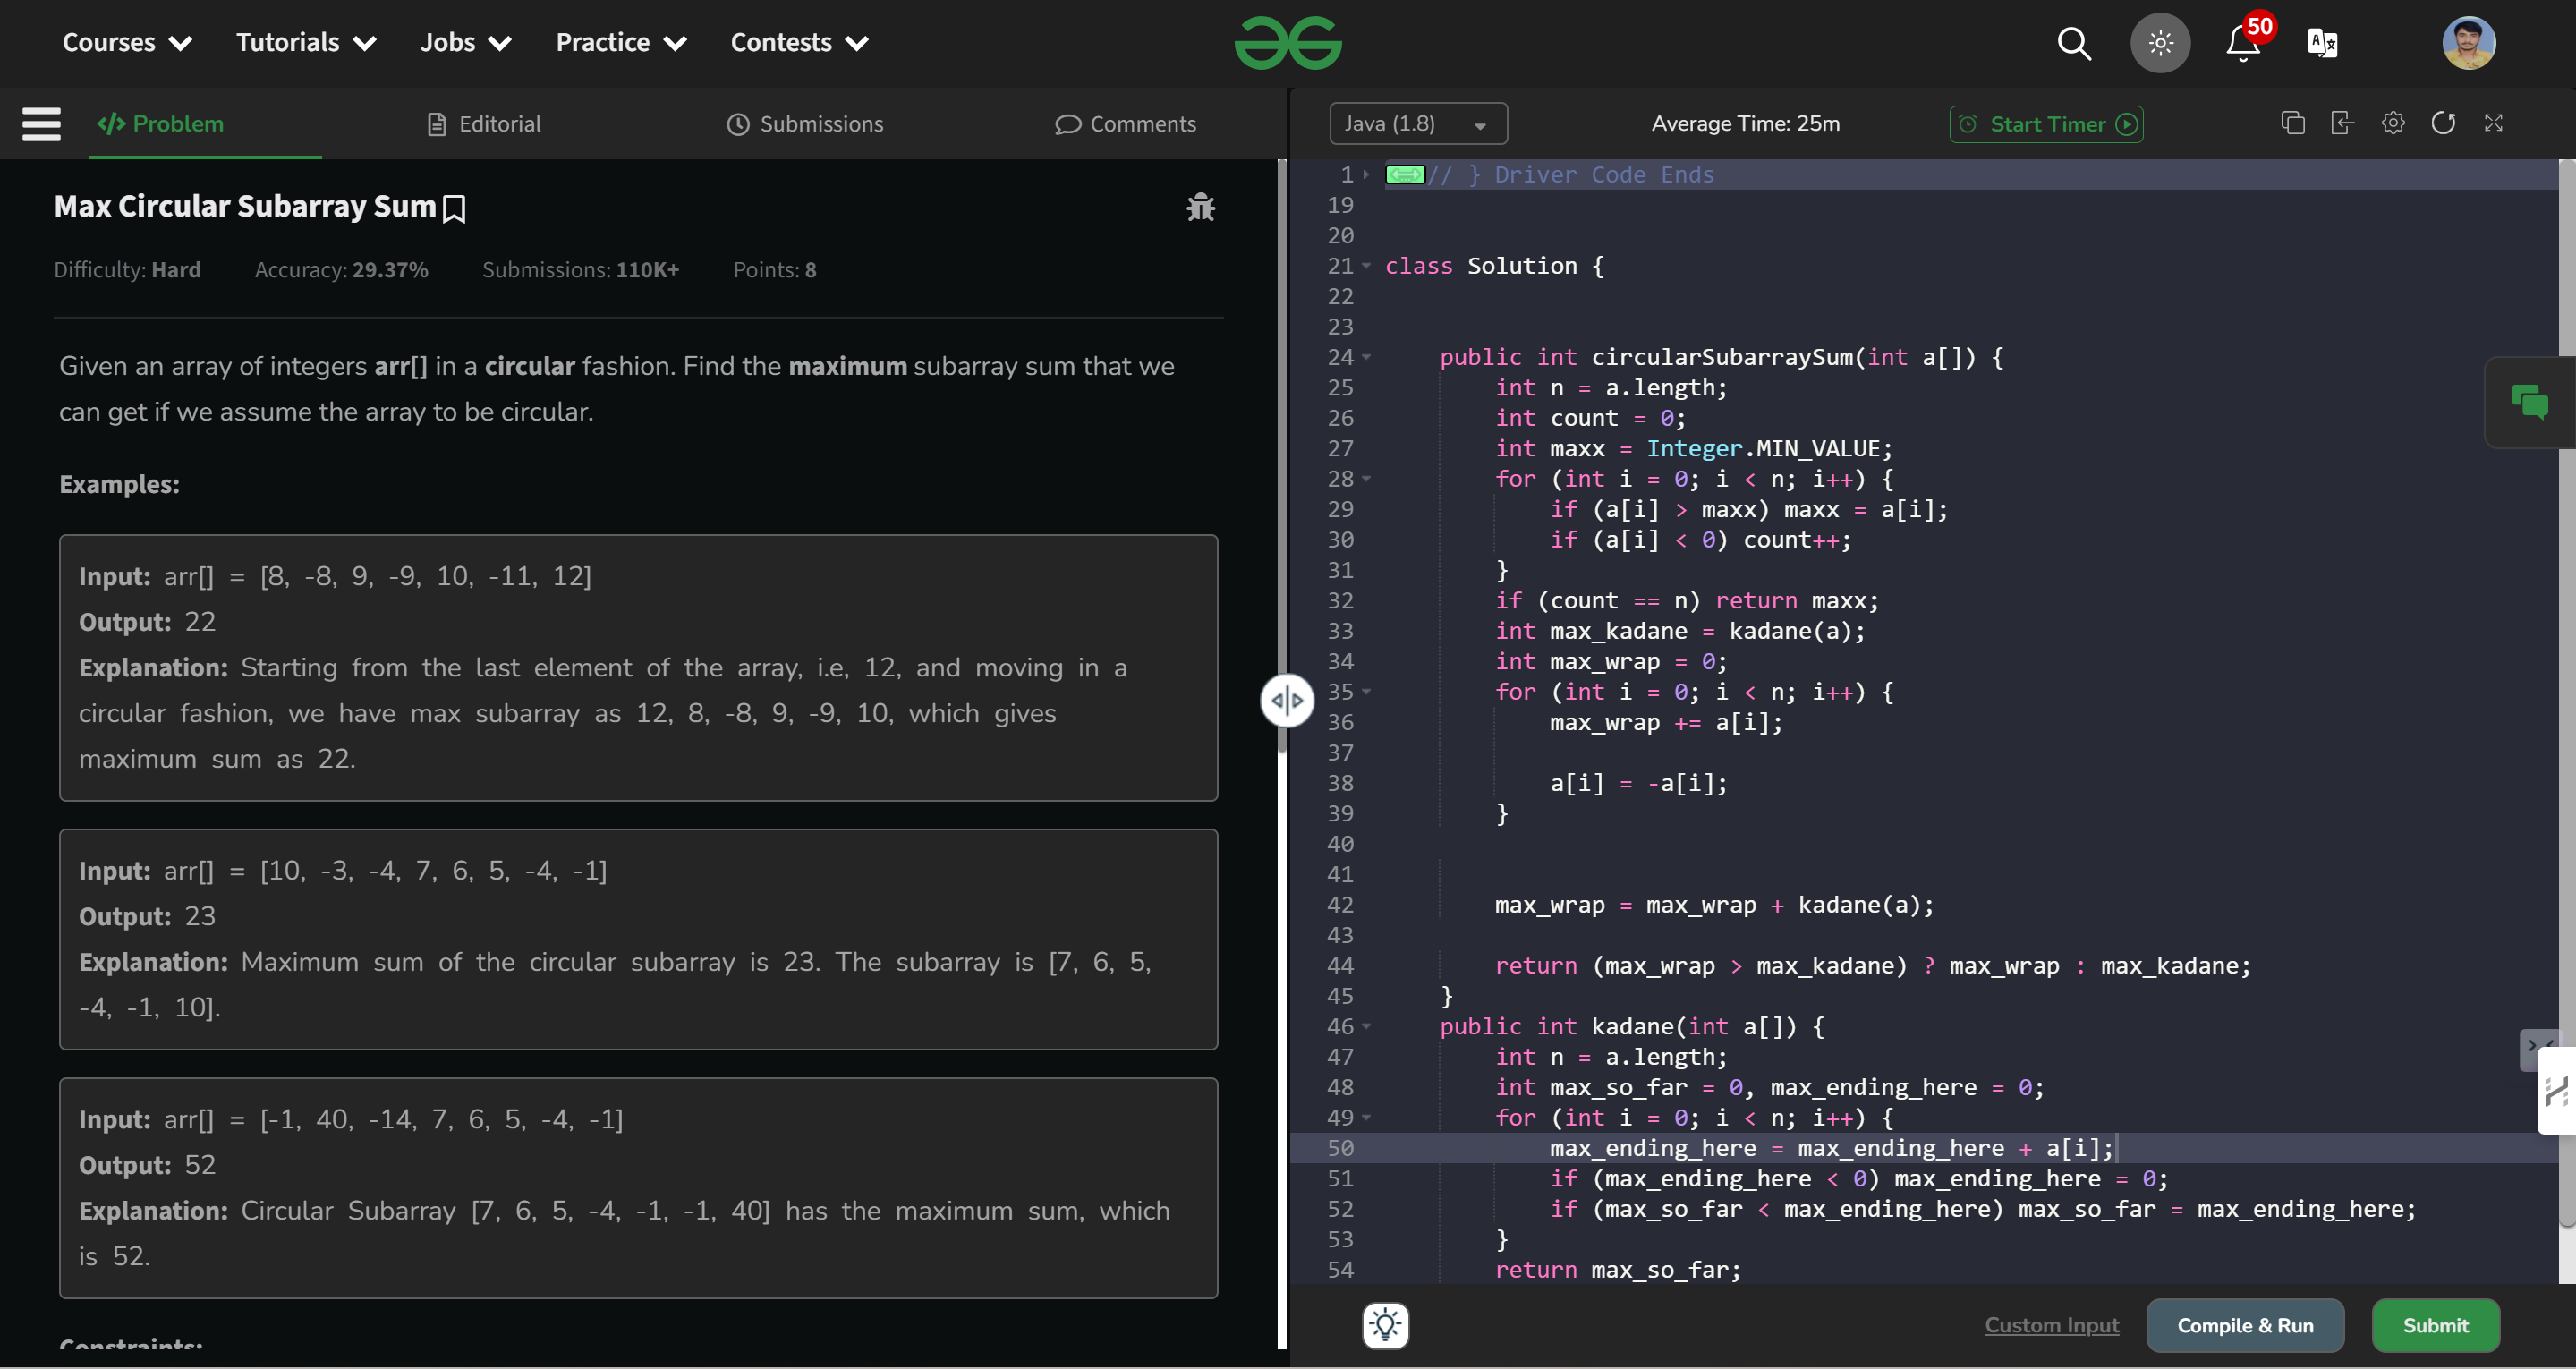 Courses Tutorials Jobs Practice Contests 50
Problem Editorial Submissions Comments
Max Circular Subarray Sum
Difficulty: Hard Accuracy: 29.37% Submissions: 110K+ Points: 8
Given an array of integers arr[] in a circular fashion. Find the maximum subarray sum that we
can get if we assume the array to be circular.
Examples:
Input: arr[] = [8, -8, 9, -9, 10, -11, 12]
Output: 22
Explanation: Starting from the last element of the array, i.e, 12, and moving in a
circular fashion, we have max subarray as 12, 8, -8, 9, -9, 10, which gives
maximum sum as 22.
Input: arr[] = [10, -3, -4, 7, 6, 5, -4, -1]
Output: 23
Explanation: Maximum sum of the circular subarray is 23. The subarray is [7, 6, 5,
-4, -1, 10].
Input: arr[] = [-1, 40, -14, 7, 6, 5, -4, -1]
Output: 52
Explanation: Circular Subarray [7, 6, 5, -4, -1, -1, 40] has the maximum sum, which
is 52.
Constraints:
Java (1.8) Average Time: 25m Start Timer
1 // } Driver Code Ends
19
20
21 class Solution {
22
23
24 public int circularSubarraySum(int a[]) {
25 int n = a.length;
26 int count = 0;
27 int maxx = Integer.MIN_VALUE;
28 for (int i = 0; i < n; i++) {
29 if (a[i] > maxx) maxx = a[i];
30 if (a[i] < 0) count++;
31 }
32 if (count == n) return maxx;
33 int max_kadane = kadane(a);
34 int max_wrap = 0;
35 for (int i = 0; i < n; i++) {
36 max_wrap += a[i];
37
38 a[i] = -a[i];
39 }
40
41
42 max_wrap = max_wrap + kadane(a);
43
44 return (max_wrap > max_kadane) ? max_wrap : max_kadane;
45 }
46 public int kadane(int a[]) {
47 int n = a.length;
48 int max_so_far = 0, max_ending_here = 0;
49 for (int i = 0; i < n; i++) {
50 max_ending_here = max_ending_here + a[i];
51 if (max_ending_here < 0) max_ending_here = 0;
52 if (max_so_far < max_ending_here) max_so_far = max_ending_here;
53 }
54 return max_so_far;
Custom Input Compile & Run Submit